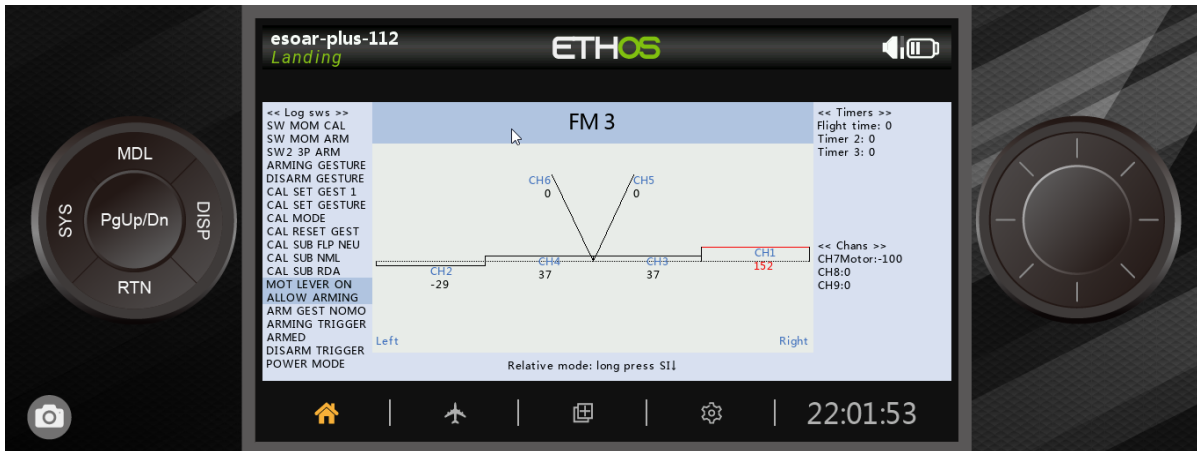 esoar-plus-112
Landing
ETHOS
MDL
SYS
PgUp/Dn
DISP
RTN
<< Log sws >>
SW MOM CAL
SW MOM ARM
SW2 3P ARM
ARMING GESTURE
DISARM GESTURE
CAL SET GEST 1
CAL SET GESTURE
CAL MODE
CAL RESET GEST
CAL SUB FLP NEU
CAL SUB NML
CAL SUB RDA
MOT LEVER ON
ALLOW ARMING
ARM GEST NOMO
ARMING TRIGGER
ARMED
DISARM TRIGGER
POWER MODE
FM 3
CH6
0
CH5
0
CH2
-29
CH4
37
CH3
37
CH1
152
Left
Right
Relative mode: long press SI↓
<< Timers >>
Flight time: 0
Timer 2: 0
Timer 3: 0
<< Chans >>
CH7Motor:-100
CH8:0
CH9:0
22:01:53